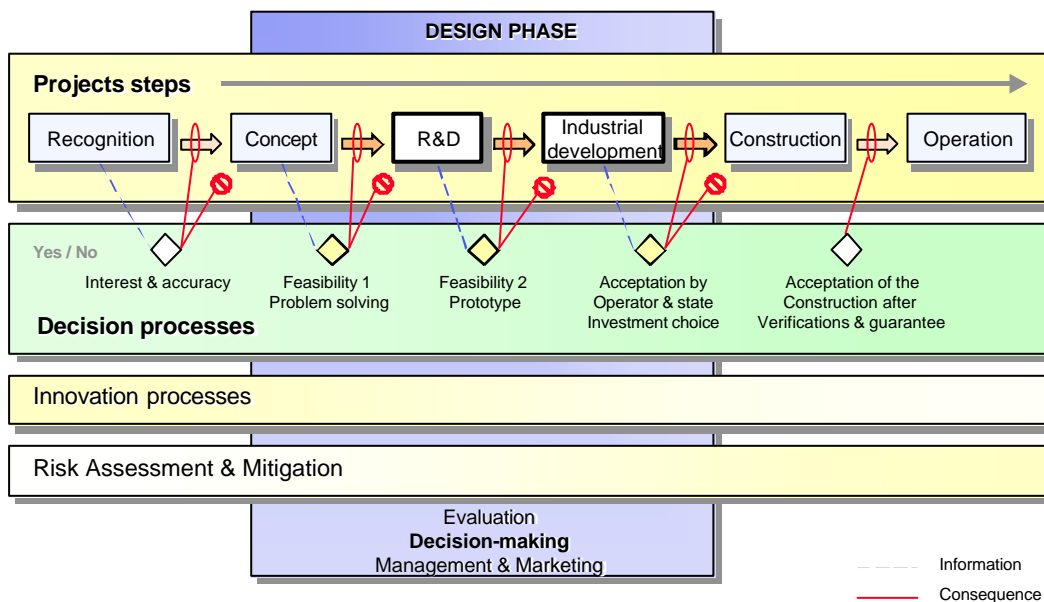 DESIGN PHASE
Projects steps
Recognition
Concept
R&D
Industrial
development
Construction
Operation
Yes / No
Interest & accuracy
Feasibility 1
Problem solving
Feasibility 2
Prototype
Acceptation by
Operator & state
Investment choice
Acceptation of the
Construction after
Verifications & guarantee
Decision processes
Innovation processes
Risk Assessment & Mitigation
Evaluation
Decision-making
Management & Marketing
Information
Consequence